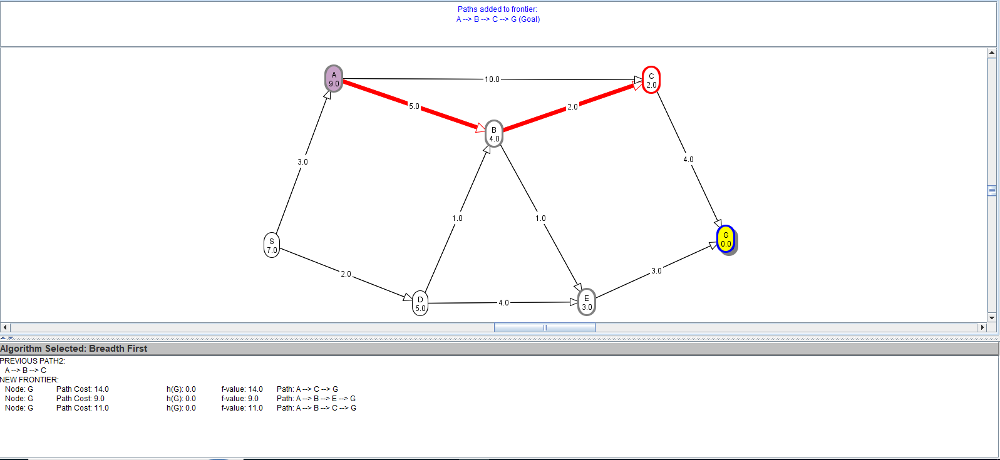 Paths added to frontier:
A --> B --> C --> G (Goal)
A
9.0
10.0
C
2.0
5.0
2.0
B
4.0
3.0
4.0
1.0
1.0
S
7.0
G
0.0
2.0
3.0
D
5.0
4.0
E
3.0
Algorithm Selected: Breadth First
PREVIOUS PATH2:
A --> B --> C
NEW FRONTIER:
Node: G Path Cost: 14.0 h(G): 0.0 f-value: 14.0 Path: A --> C --> G
Node: G Path Cost: 9.0 h(G): 0.0 f-value: 9.0 Path: A --> B --> E --> G
Node: G Path Cost: 11.0 h(G): 0.0 f-value: 11.0 Path: A --> B --> C --> G